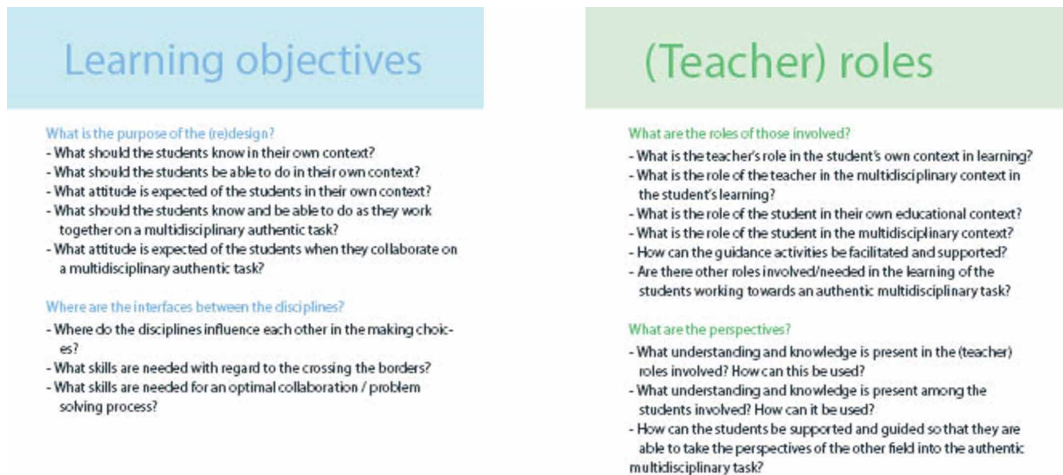 Learning objectives
What is the purpose of the (re)design?
- What should the students know in their own context?
- What should the students be able to do in their own context?
- What attitude is expected of the students in their own context?
- What should the students know and be able to do as they work
together on a multidisciplinary authentic task?
- What attitude is expected of the students when they collaborate on
a multidisciplinary authentic task?
Where are the interfaces between the disciplines?
- Where do the disciplines influence each other in the making choic-
es?
- What skills are needed with regard to the crossing the borders?
- What skills are needed for an optimal collaboration / problem
solving process?
(Teacher) roles
What are the roles of those involved?
- What is the teacher's role in the student's own context in learning?
- What is the role of the teacher in the multidisciplinary context in
the student's learning?
- What is the role of the student in their own educational context?
- What is the role of the student in the multidisciplinary context?
- How can the guidance activities be facilitated and supported?
- Are there other roles involved/needed in the learning of the
students working towards an authentic multidisciplinary task?
What are the perspectives?
- What understanding and knowledge is present in the (teacher)
roles involved? How can this be used?
- What understanding and knowledge is present among the
students involved? How can it be used?
- How can the students be supported and guided so that they are
able to take the perspectives of the other field into the authentic
multidisciplinary task?